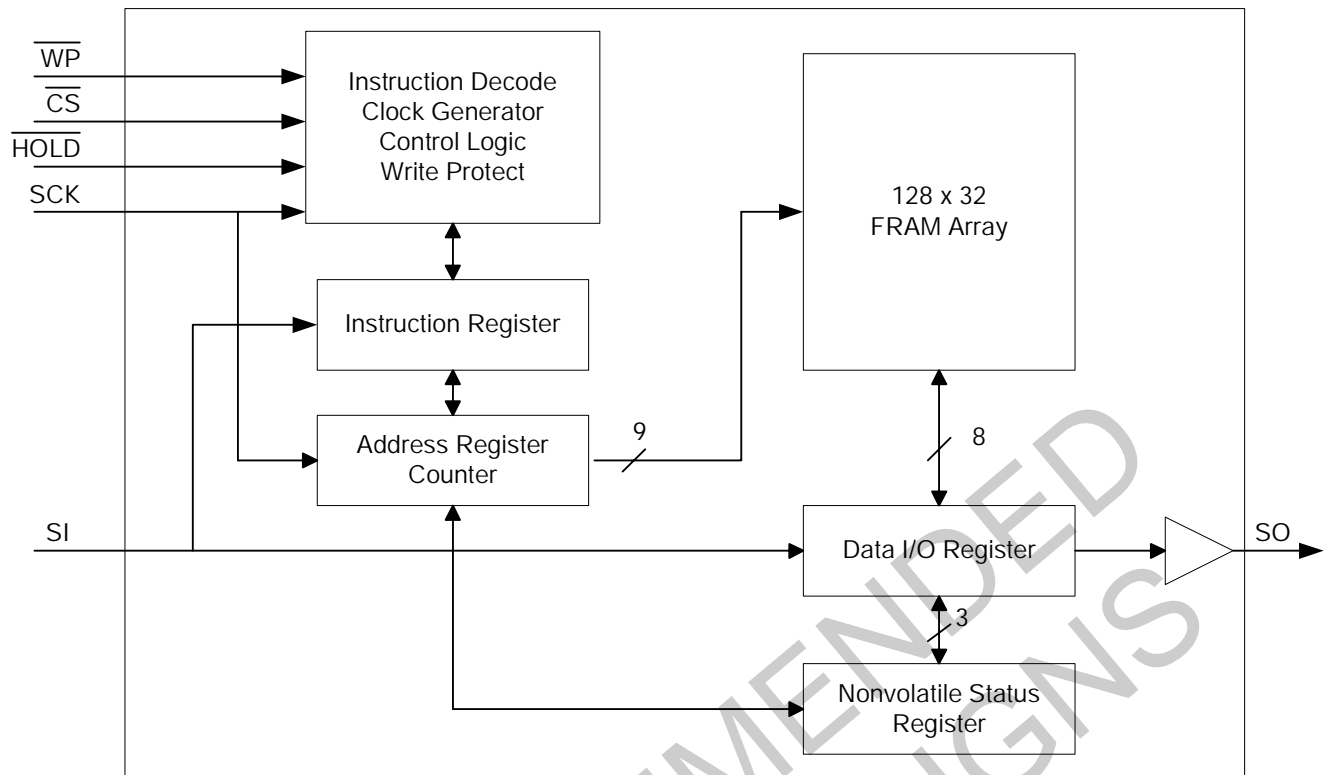 WP
CS
HOLD
SCK
Instruction Decode
Clock Generator
Control Logic
Write Protect
128 x 32
FRAM Array
Instruction Register
Address Register
Counter
9
8
SI
Data I/O Register
SO
3
Nonvolatile Status
Register